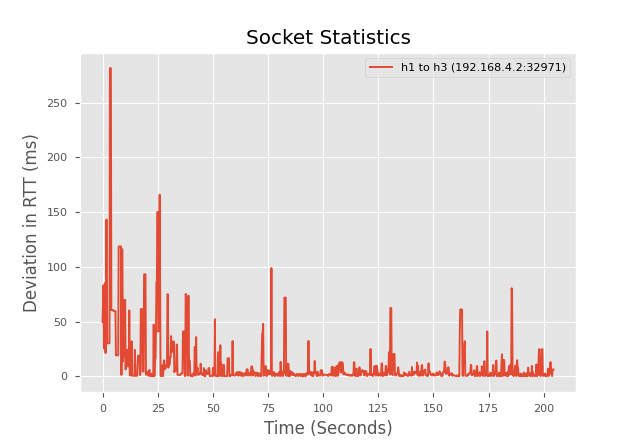 Socket Statistics
h1 to h3 (192.168.4.2:32971)
Deviation in RTT (ms)
250
200
150
100
50
0
0 25 50 75 100 125 150 175 200
Time (Seconds)